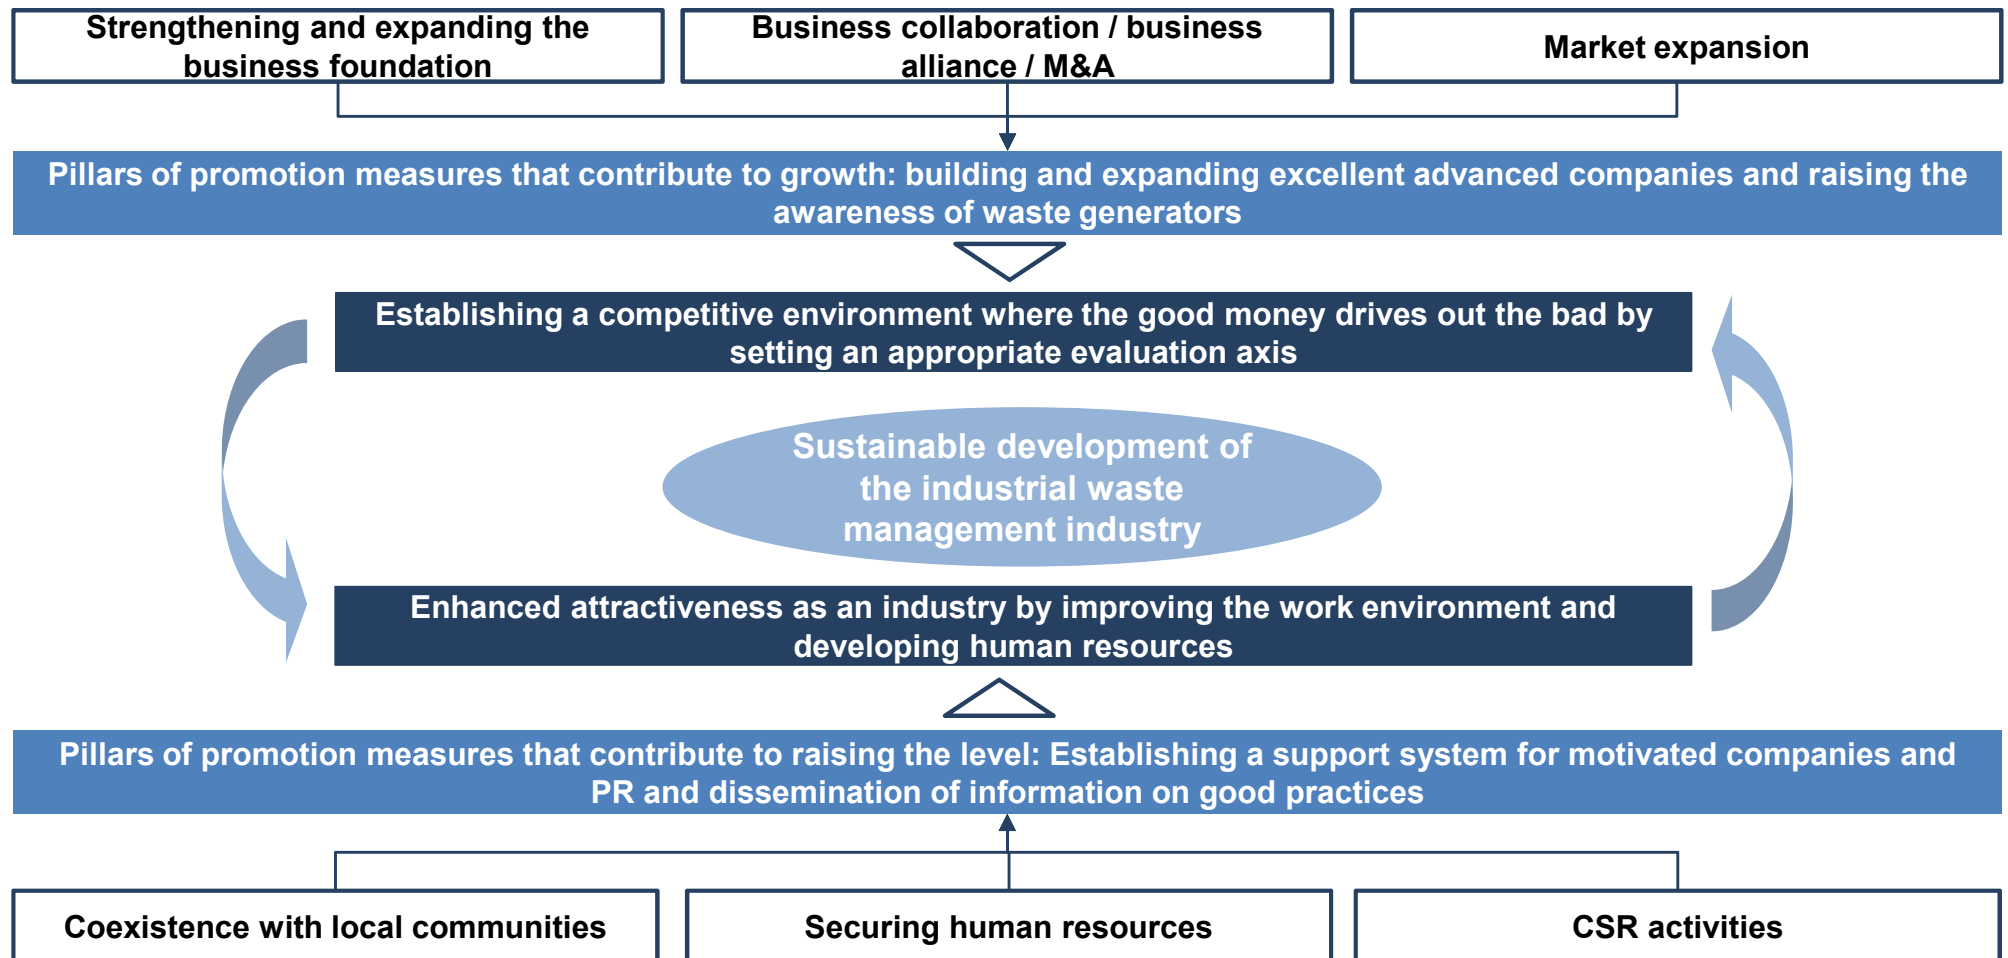 Strengthening and expanding the
business foundation
Business collaboration / business
alliance / M&A
Market expansion
Pillars of promotion measures that contribute to growth: building and expanding excellent advanced companies and raising the
awareness of waste generators
Establishing a competitive environment where the good money drives out the bad by
setting an appropriate evaluation axis
Sustainable development of
the industrial waste
management industry
Enhanced attractiveness as an industry by improving the work environment and
developing human resources
Pillars of promotion measures that contribute to raising the level: Establishing a support system for motivated companies and
PR and dissemination of information on good practices
Coexistence with local communities
Securing human resources
CSR activities